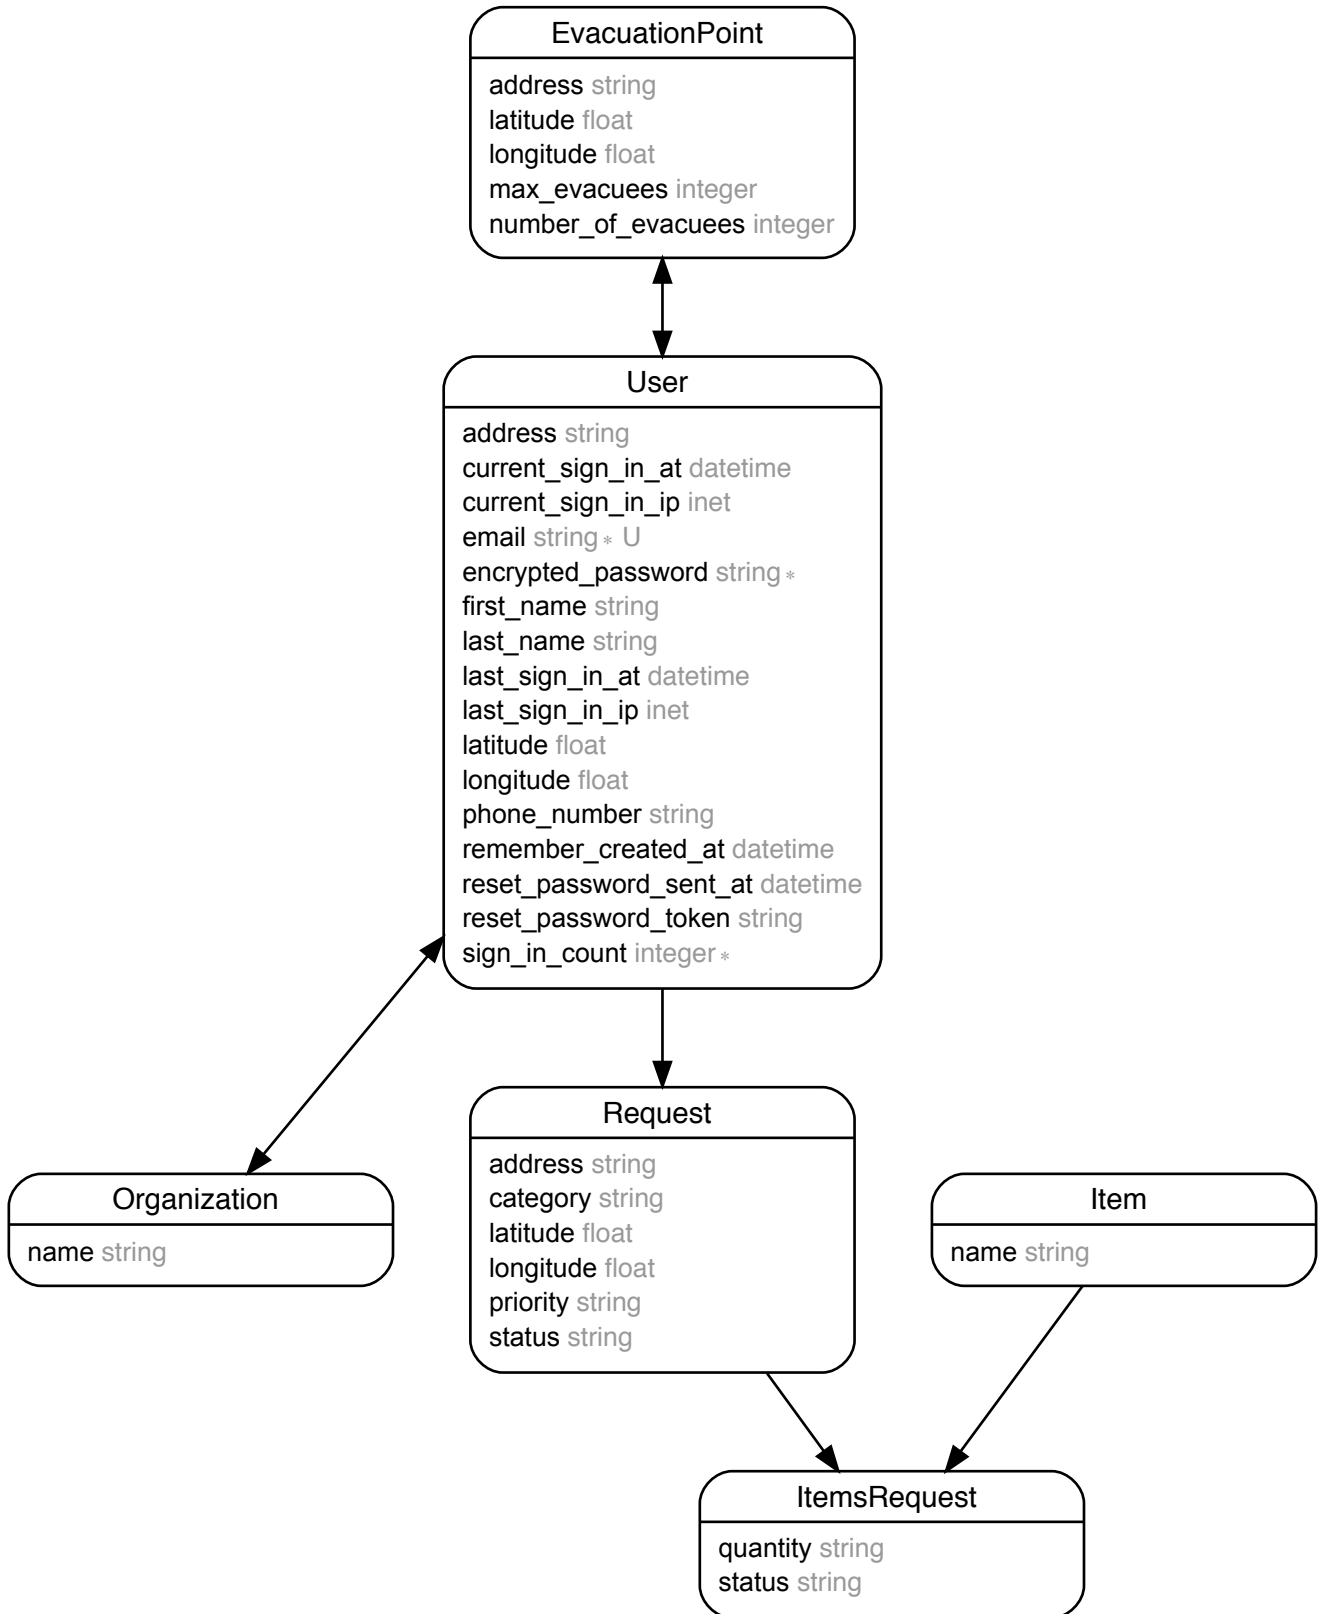 EvacuationPoint
address string
latitude float
longitude float
max_evacuees integer
number_of_evacuees integer
User
address string
current_sign_in_at datetime
current_sign_in_ip inet
email string * U
encrypted_password string *
first_name string
last_name string
last_sign_in_at datetime
last_sign_in_ip inet
latitude float
longitude float
phone_number string
remember_created_at datetime
reset_password_sent_at datetime
reset_password_token string
sign_in_count integer *
Organization
name string
Request
address string
category string
latitude float
longitude float
priority string
status string
Item
name string
ItemsRequest
quantity string
status string